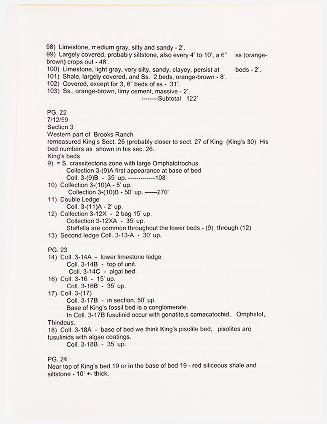 98) Limestone, medium gray, silty and sandy - 2'.
99) Largely covered, probably siltstone, also every 4' to 10', a 6" ss (orange-
brown) crops out - 48'.
100) Limestone, light gray, very silty, sandy, clayey, persist at beds - 2'.
101) Shale, largely covered, and Ss. 2 beds, orange-brown - 8'.
102) Covered, except for 3, 6" beds of ss - 31'.
103) Ss., orange-brown, limy cement, massive - 2'.
--------Subtotal 122'
PG. 22
7/12/59
Section 3
Western part of Brooks Ranch
remeasured King's Sect. 26 (probably closer to sect. 27 of King (King's 30) His
bed numbers as shown in his sec. 26.
King's beds
9) = S. crassitectoria zone with large Omphalotrochus
Collection 3-(9)A first appearance at base of bed
Coll. 3-(9)B - 35' up. -------------108'
10) Collection 3-(10)A - 5' up.
Collection 3-(10)B - 50' up. ------270'
11) Double Ledge
Coll. 3-(11)A - 2' up.
12) Collection 3-12X - 2 bag 15' up.
Collection 3-12XA - 35' up.
Staffella are common throughout the lower beds - (9) through (12)
13) Second ledge Coll. 3-13-A - 30' up.
PG. 23
14) Coll. 3-14A - lower limestone ledge
Coll. 3-14B - top of unit.
Coll. 3-14C - algal bed
16) Coll. 3-16 - 15' up.
Coll. 3-16B - 35' up.
17) Coll. 3-(17)
Coll. 3-17B - in section, 50' up.
Base of King's fossil bed is a conglomerate.
In Coll. 3-17B fusulinid occur with gonatite,s camacatochid, Omphalot,
Thindeus.
18) Coll. 3-18A - base of bed we think King's pisolite bed, pisolites are
fusulinids with algae coatings.
Coll. 3-18B - 35' up.
PG. 24
Near top of King's bed 19 or in the base of bed 19 - red siliceous shale and
siltstone - 10' +- thick.